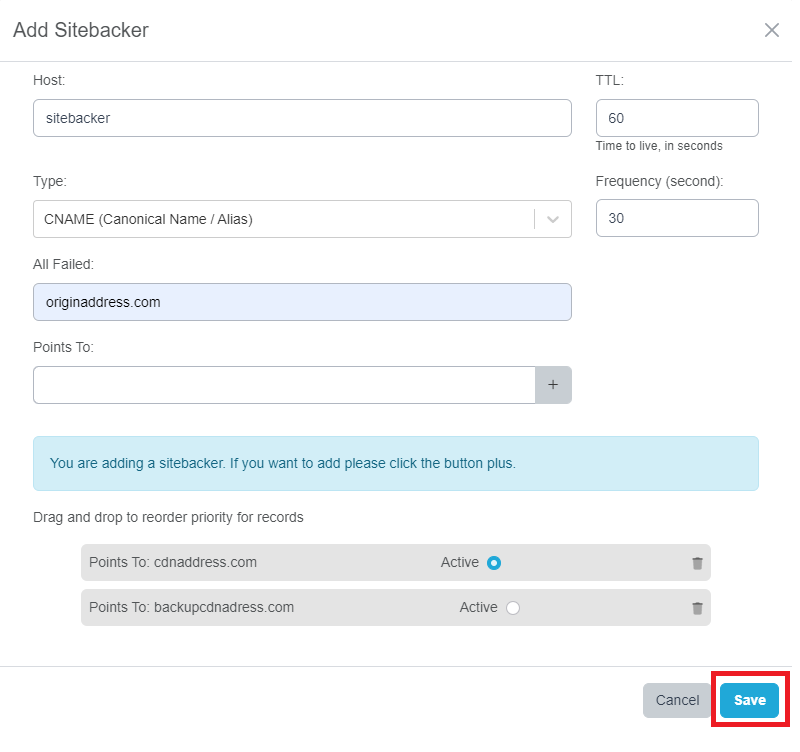 Add Sitebacker
Host:
TTL:
sitebacker
60
Time to live, in seconds
Type:
Frequency (second):
CNAME (Canonical Name / Alias)
30
All Failed:
originaddress.com
Points To:
+
You are adding a sitebacker. If you want to add please click the button plus.
Drag and drop to reorder priority for records
Points To: cdnaddress.com Active
Points To: backupcdnadress.com Active
Cancel Save